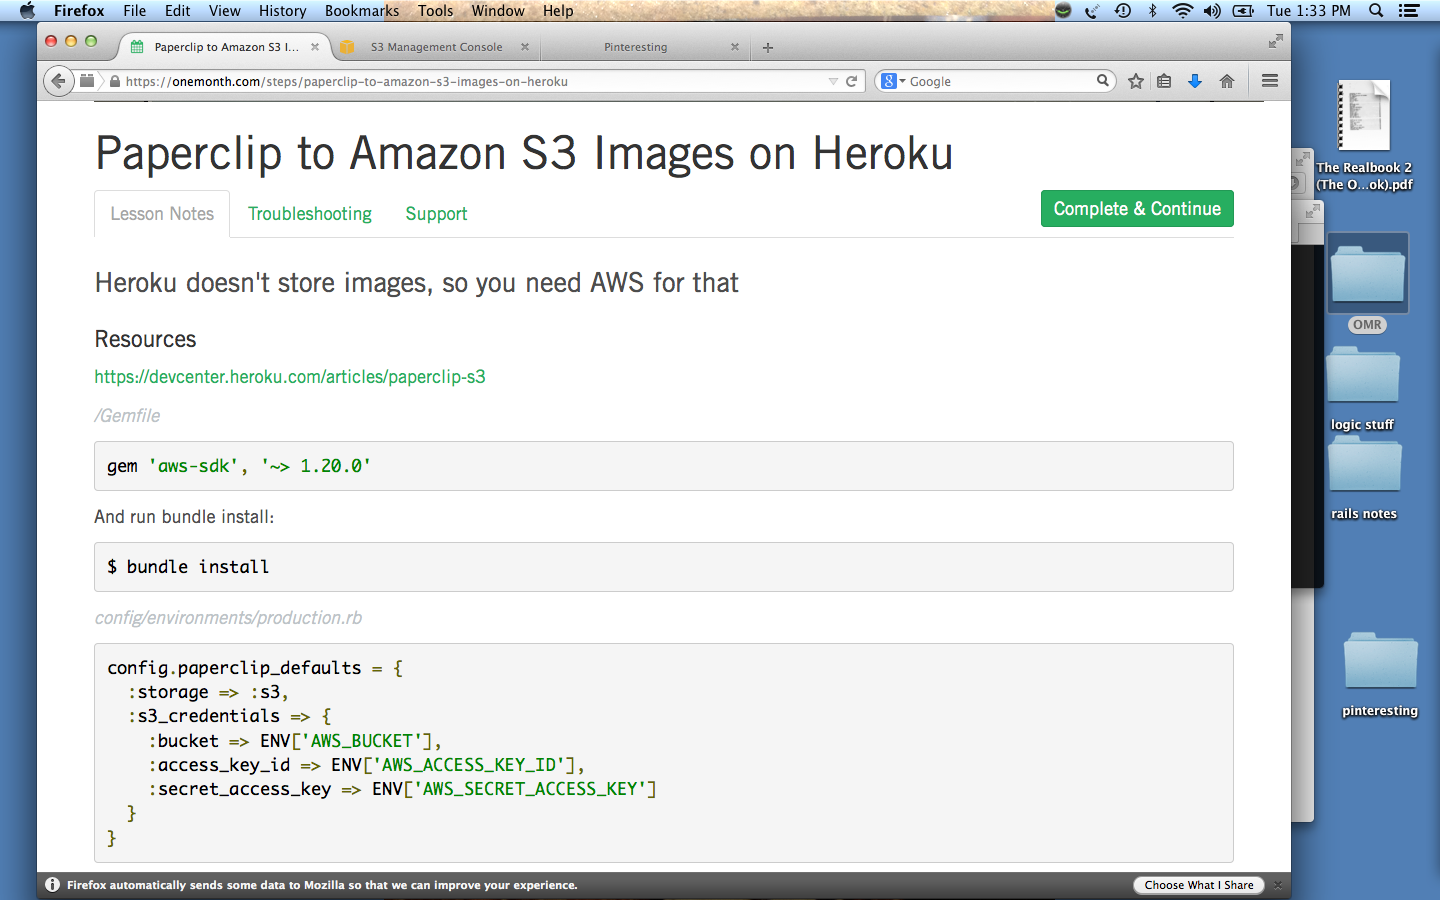 Firefox File Edit View History Bookmarks Tools Window Help Tue 1:33 PM
Paperclip to Amazon S3 I... S3 Management Console Pinteresting
https://onemonth.com/steps/paperclip-to-amazon-s3-images-on-heroku Google
Paperclip to Amazon S3 Images on Heroku
Lesson Notes Troubleshooting Support Complete & Continue
Heroku doesn't store images, so you need AWS for that
Resources
https://devcenter.heroku.com/articles/paperclip-s3
/Gemfile
gem 'aws-sdk', '~> 1.20.0'
And run bundle install:
$ bundle install
config/environments/production.rb
config.paperclip_defaults = {
:storage => :s3,
:s3_credentials => {
:bucket => ENV['AWS_BUCKET'],
:access_key_id => ENV['AWS_ACCESS_KEY_ID'],
:secret_access_key => ENV['AWS_SECRET_ACCESS_KEY']
}
}
Firefox automatically sends some data to Mozilla so that we can improve your experience. Choose What I Share
The Realbook 2
(The O...ok).pdf
OMR
logic stuff
rails notes
pinteresting